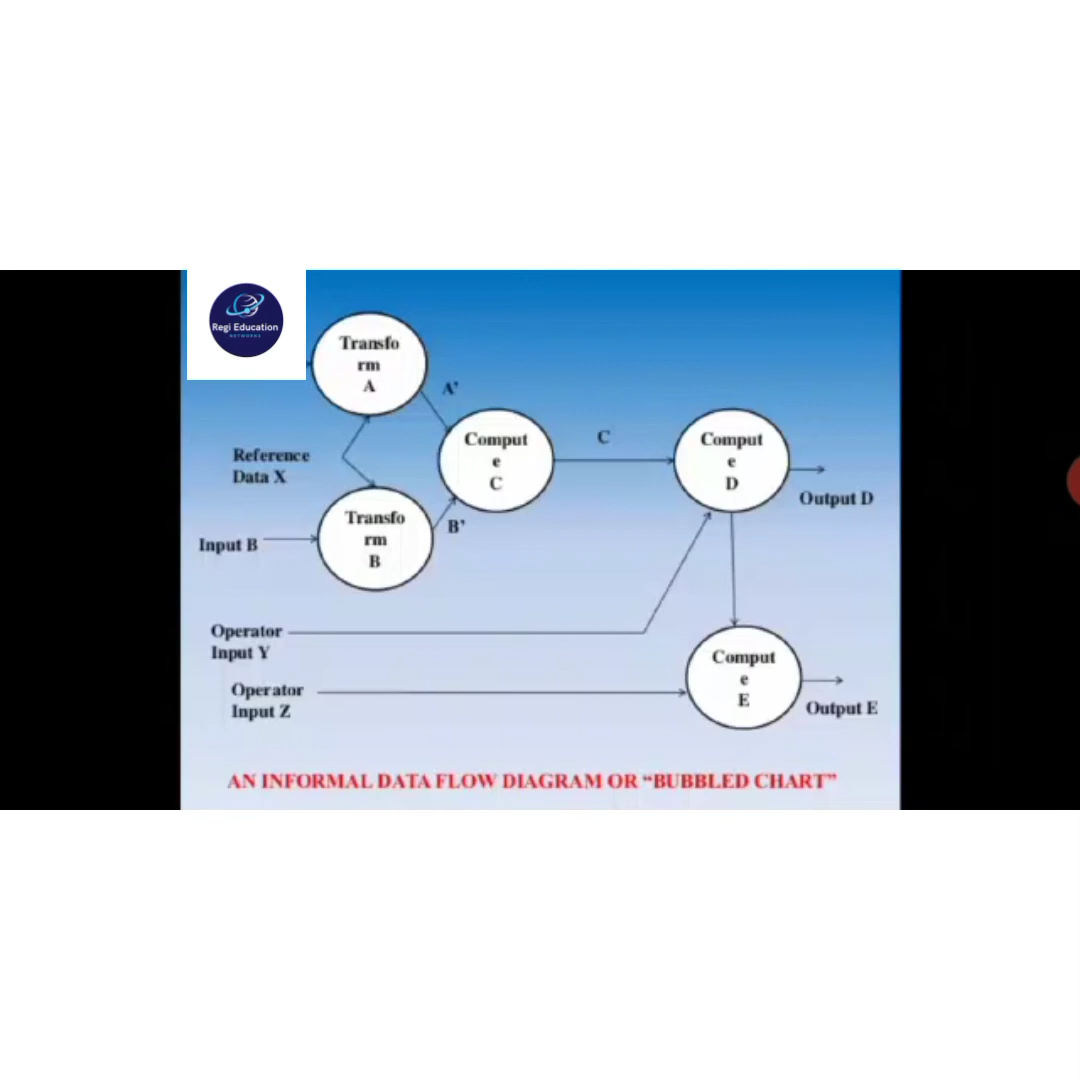 Regi Education
NETWORKS
Transfo
rm
A
A'
Reference
Data X
Comput
e
C
C
Comput
e
D
Output D
Transfo
rm
B
B'
Input B
Operator
Input Y
Operator
Input Z
Comput
e
E
Output E
AN INFORMAL DATA FLOW DIAGRAM OR “BUBBLED CHART”